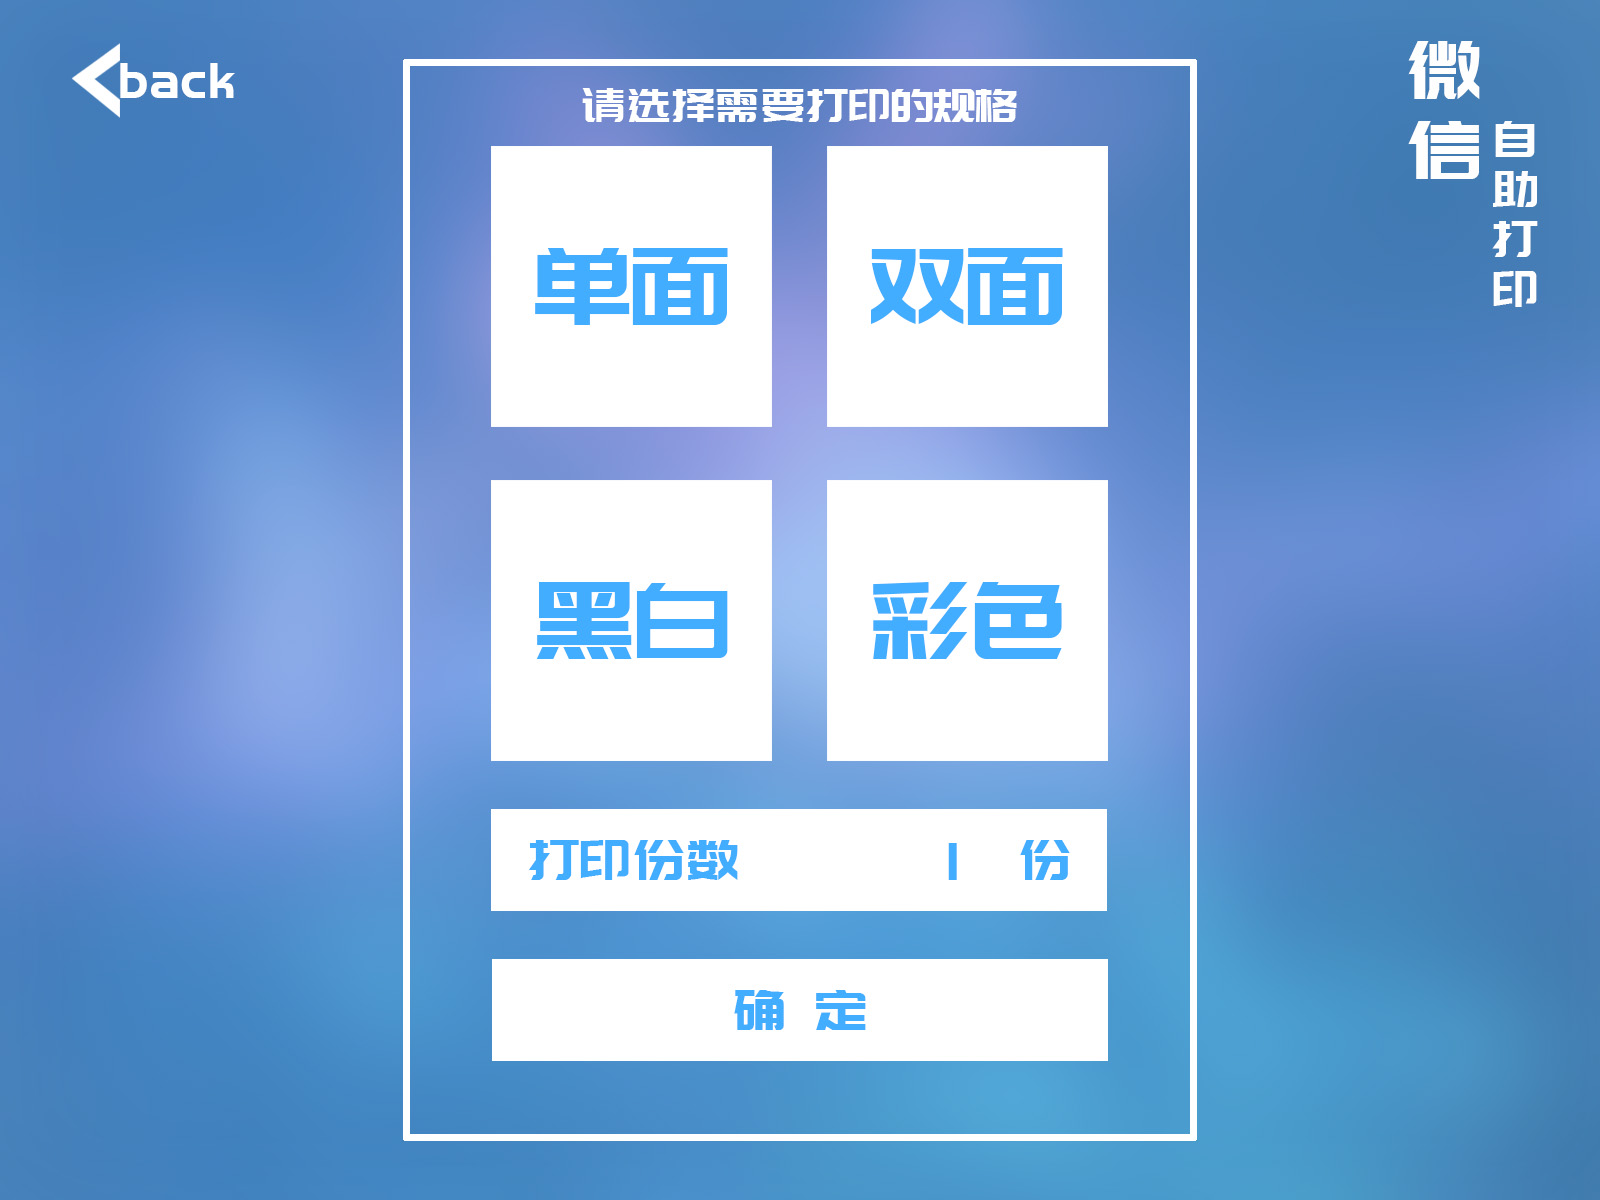 back
请选择需要打印的规格
单面
双面
黑白
彩色
打印份数 1 份
确 定
微信
自助打印